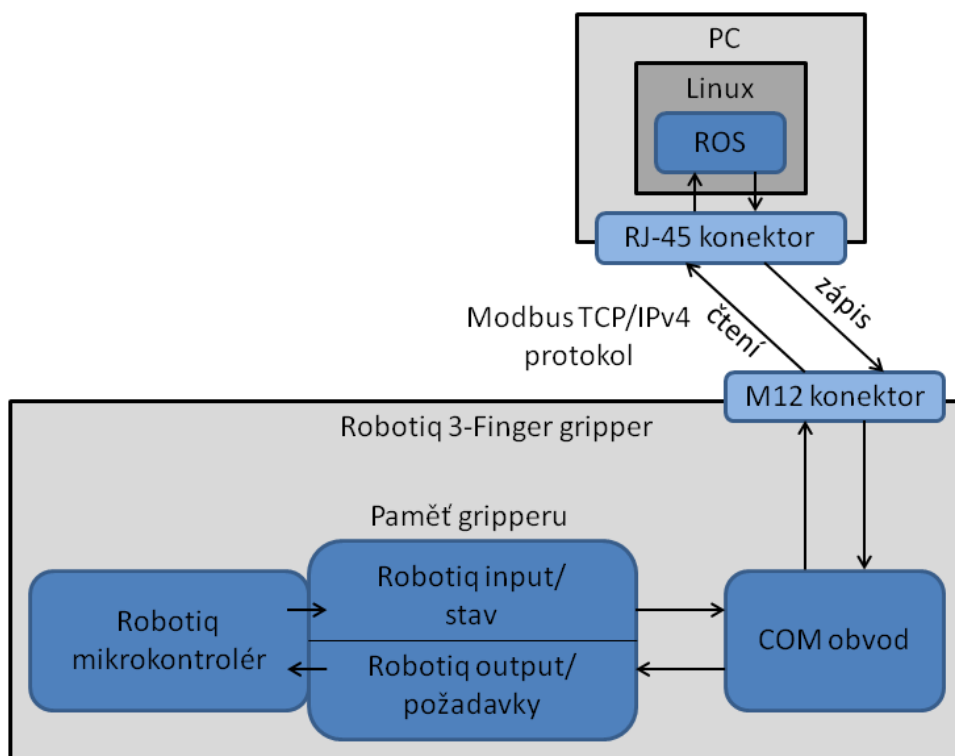 PC
Linux
ROS
RJ-45 konektor
Modbus TCP/IPv4
protokol
čtení
zápis
M12 konektor
Robotiq 3-Finger gripper
Paměť gripperu
Robotiq
mikrokontrolér
Robotiq input/
stav
Robotiq output/
požadavky
COM obvod